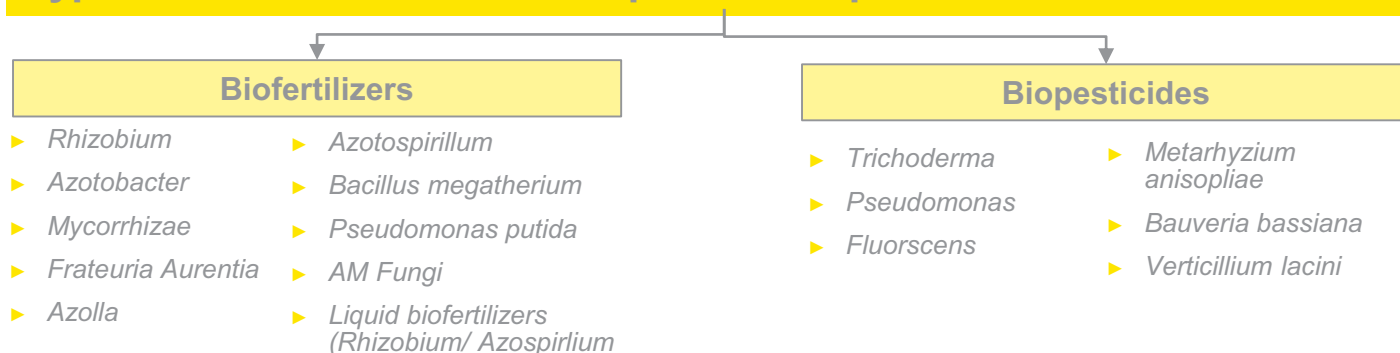 Biofertilizers
Biopesticides
► Rhizobium
► Azotobacter
► Mycorrhizae
► Frateuria Aurentia
► Azolla
► Azotospirillum
► Bacillus megatherium
► Pseudomonas putida
► AM Fungi
► Liquid biofertilizers
(Rhizobium/ Azospirlium
► Trichoderma
► Pseudomonas
► Fluorscens
► Metarhyzium
anisopliae
► Bauveria bassiana
► Verticillium lacini